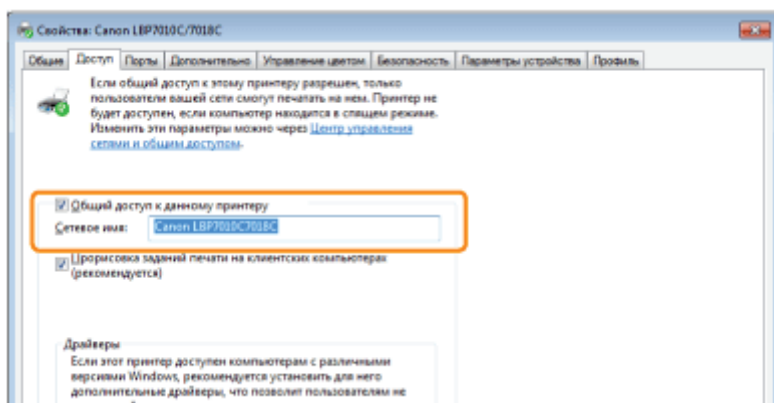 Свойства: Canon LBP7010C/7018C
Общие Доступ Порты Дополнительно Управление цветом Безопасность Параметры устройства Профиль
Если общий доступ к этому принтеру разрешен, только
пользователи вашей сети смогут печатать на нем. Принтер не
будет доступен, если компьютер находится в спящем режиме.
Изменить эти параметры можно через Центр управления
сетями и общим доступом.
Общий доступ к данному принтеру
Сетевое имя: Canon LBP7010C7018C
Прорисовка заданий печати на клиентских компьютерах
(рекомендуется)
Драйверы
Если этот принтер доступен компьютерам с различными
версиями Windows, рекомендуется установить для него
дополнительные драйверы, что позволит пользователям не